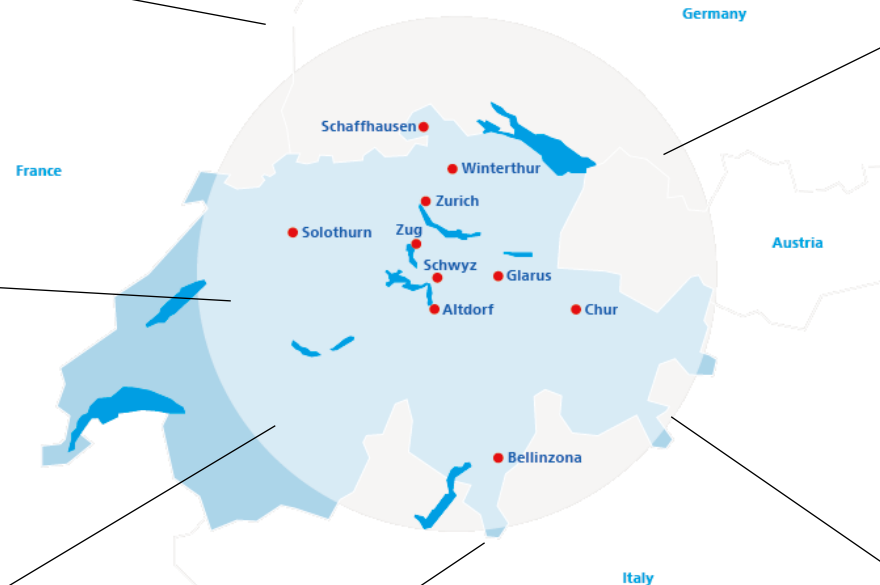 Germany
Schaffhausen
Winterthur
France
Zurich
Solothurn
Zug
Austria
Schwyz
Glarus
Altdorf
Chur
Bellinzona
Italy